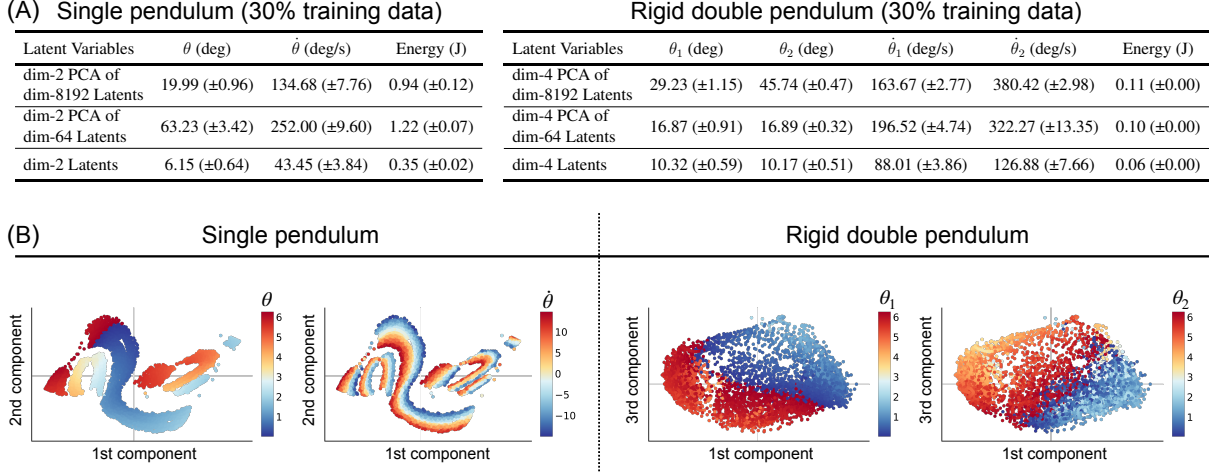 (A) Single pendulum (30% training data)
Latent Variables θ (deg) θ̇ (deg/s) Energy (J)
dim-2 PCA of
dim-8192 Latents 19.99 (±0.96) 134.68 (±7.76) 0.94 (±0.12)
dim-2 PCA of
dim-64 Latents 63.23 (±3.42) 252.00 (±9.60) 1.22 (±0.07)
dim-2 Latents 6.15 (±0.64) 43.45 (±3.84) 0.35 (±0.02)
Rigid double pendulum (30% training data)
Latent Variables θ₁ (deg) θ₂ (deg) θ̇₁ (deg/s) θ̇₂ (deg/s) Energy (J)
dim-4 PCA of
dim-8192 Latents 29.23 (±1.15) 45.74 (±0.47) 163.67 (±2.77) 380.42 (±2.98) 0.11 (±0.00)
dim-4 PCA of
dim-64 Latents 16.87 (±0.91) 16.89 (±0.32) 196.52 (±4.74) 322.27 (±13.35) 0.10 (±0.00)
dim-4 Latents 10.32 (±0.59) 10.17 (±0.51) 88.01 (±3.86) 126.88 (±7.66) 0.06 (±0.00)
(B) Single pendulum
2nd component
1st component
θ
6
5
4
3
2
1
2nd component
1st component
θ̇
10
5
0
−5
−10
Rigid double pendulum
3rd component
1st component
θ₁
6
5
4
3
2
1
3rd component
1st component
θ₂
6
5
4
3
2
1